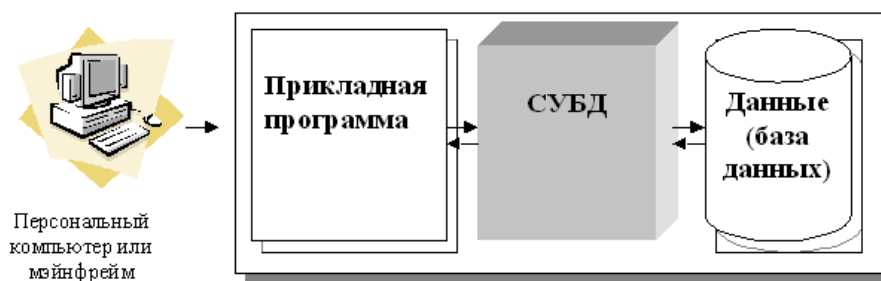 Персональный
компьютер или
мэйнфрейм
Прикладная
программа
СУБД
Данные
(база
данных)